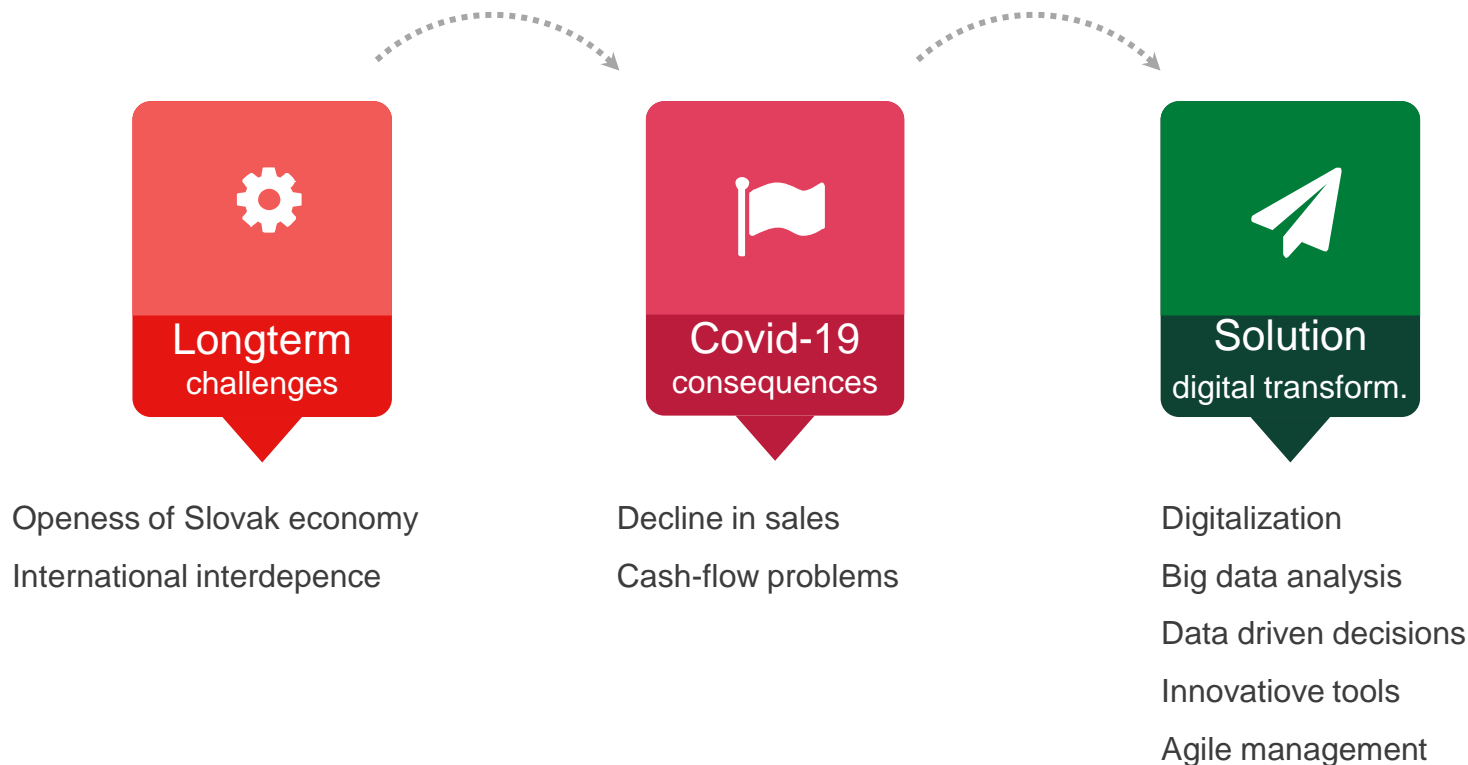 Longterm
challenges
Openess of Slovak economy
International interdepence
Covid-19
consequences
Decline in sales
Cash-flow problems
Solution
digital transform.
Digitalization
Big data analysis
Data driven decisions
Innovatiove tools
Agile management